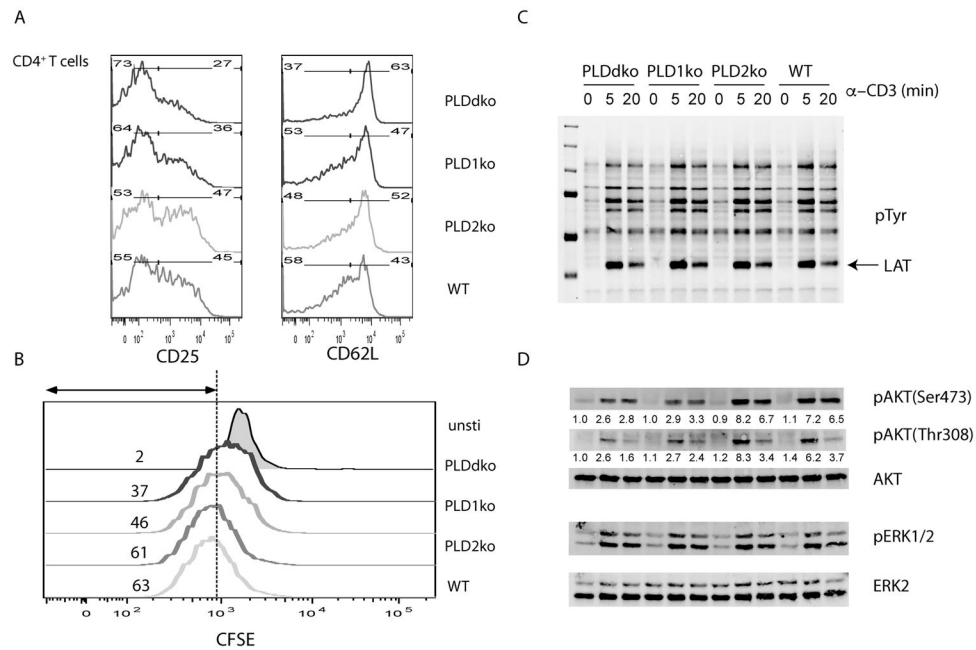 A
CD4+ T cells
73 27
37 63
PLDdko
64 36
53 47
PLD1ko
53 47
48 52
PLD2ko
55 45
58 43
WT
0 10² 10³ 10⁴ 10⁵
0 10² 10³ 10⁴ 10⁵
CD25
CD62L
B
unsti
2
PLDdko
37
PLD1ko
46
PLD2ko
61
WT
63
0 10³ 10⁴ 10⁵
CFSE
C
PLDdko PLD1ko PLD2ko WT
0 5 20 0 5 20 0 5 20 0 5 20 α−CD3 (min)
pTyr
LAT
D
pAKT(Ser473)
1.0 2.6 2.8 1.0 2.9 3.3 0.9 8.2 6.7 1.1 7.2 6.5
pAKT(Thr308)
1.0 2.6 1.6 1.1 2.7 2.4 1.2 8.3 3.4 1.4 6.2 3.7
AKT
pERK1/2
ERK2